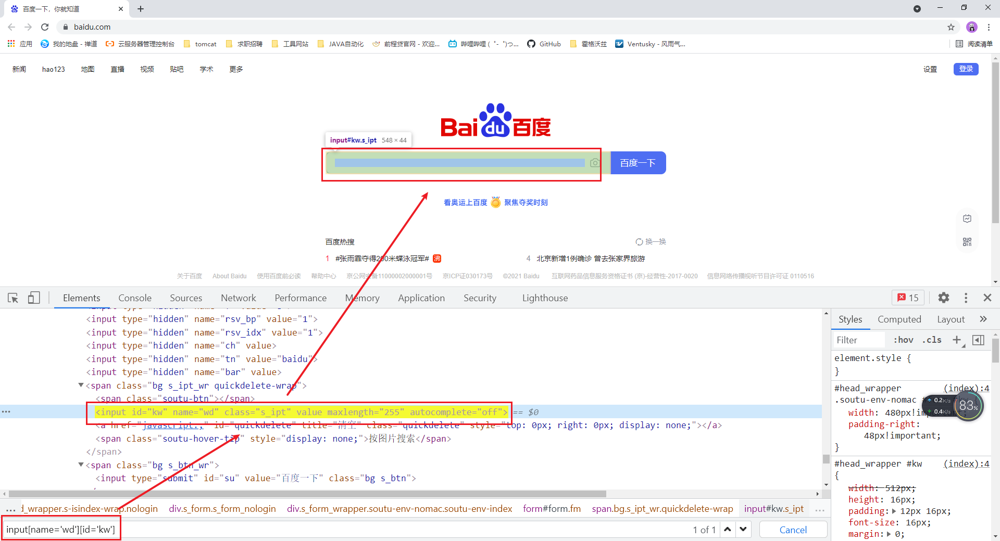 百度一下，你就知道
baidu.com
应用 我的地盘 - 禅道 云服务器管理控制台 tomcat 求职招聘 工具网站 JAVA自动化 前程贷官网 - 欢迎... 哔哩哔哩 ( ゜- ゜)つ... GitHub 霍格沃兹 Ventusky - 风雨气... 阅读清单
新闻 hao123 地图 直播 视频 贴吧 学术 更多 设置 登录
Baidu百度
input#kw.s_ipt 548 × 44
百度一下
看奥运上百度 聚焦夺奖时刻
百度热搜 换一换
1 #张雨霏夺得200米蝶泳冠军# 沸 4 北京新增1例确诊 曾去张家界旅游
关于百度 About Baidu 使用百度前必读 帮助中心 京公网安备11000002000001号 京ICP证030173号 ©2021 Baidu 互联网药品信息服务资格证书 (京)-经营性-2017-0020 信息网络传播视听节目许可证 0110516
Elements Console Sources Network Performance Memory Application Security Lighthouse 15
<input type="hidden" name="rsv_bp" value="1">
<input type="hidden" name="rsv_idx" value="1">
<input type="hidden" name="ch" value>
<input type="hidden" name="tn" value="baidu">
<input type="hidden" name="bar" value>
<span class="bg s_ipt_wr quickdelete-wrap">
<span class="soutu-btn"></span>
<input id="kw" name="wd" class="s_ipt" value maxlength="255" autocomplete="off"> == $0
<a href="javascript:;" id="quickdelete" title="清空" class="quickdelete" style="top: 0px; right: 0px; display: none;"></a>
<span class="soutu-hover-tip" style="display: none;">按图片搜索</span>
</span>
<span class="bg s_btn_wr">
<input type="submit" id="su" value="百度一下" class="bg s_btn">
... d_wrapper.s-isindex-wrap.nologin div.s_form.s_form_nologin div.s_form_wrapper.soutu-env-nomac.soutu-env-index form#form.fm span.bg.s_ipt_wr.quickdelete-wrap input#kw.s_ipt ...
input[name='wd'][id='kw'] 1 of 1 Cancel
Styles Computed Layout »
Filter :hov .cls +
element.style {
}
#head_wrapper (index):4
.soutu-env-nomac
width: 480px!important;
padding-right:
48px!important;
}
0.2K/s
0.4K/s
83%
#head_wrapper #kw (index):4
{
width: 512px;
height: 16px;
padding: 12px 16px;
font-size: 16px;
margin: 0;